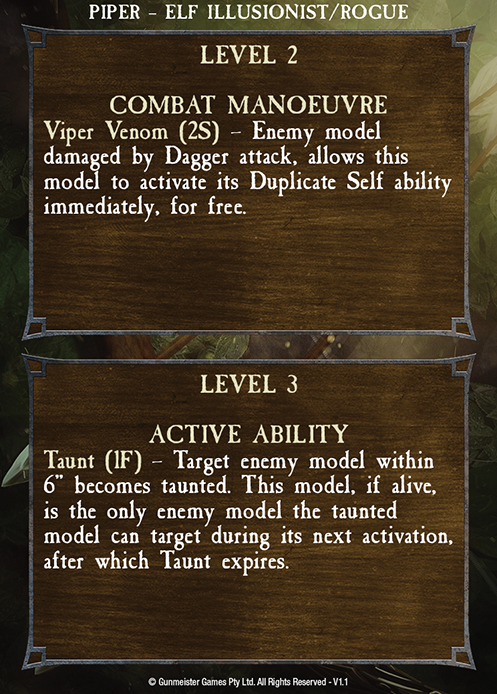 PIPER – ELF ILLUSIONIST/ROGUE
LEVEL 2
COMBAT MANOEUVRE
Viper Venom (2S) – Enemy model
damaged by Dagger attack, allows this
model to activate its Duplicate Self ability
immediately, for free.
LEVEL 3
ACTIVE ABILITY
Taunt (1F) – Target enemy model within
6” becomes taunted. This model, if alive,
is the only enemy model the taunted
model can target during its next activation,
after which Taunt expires.
© Gunmeister Games Pty Ltd. All Rights Reserved - V1.1